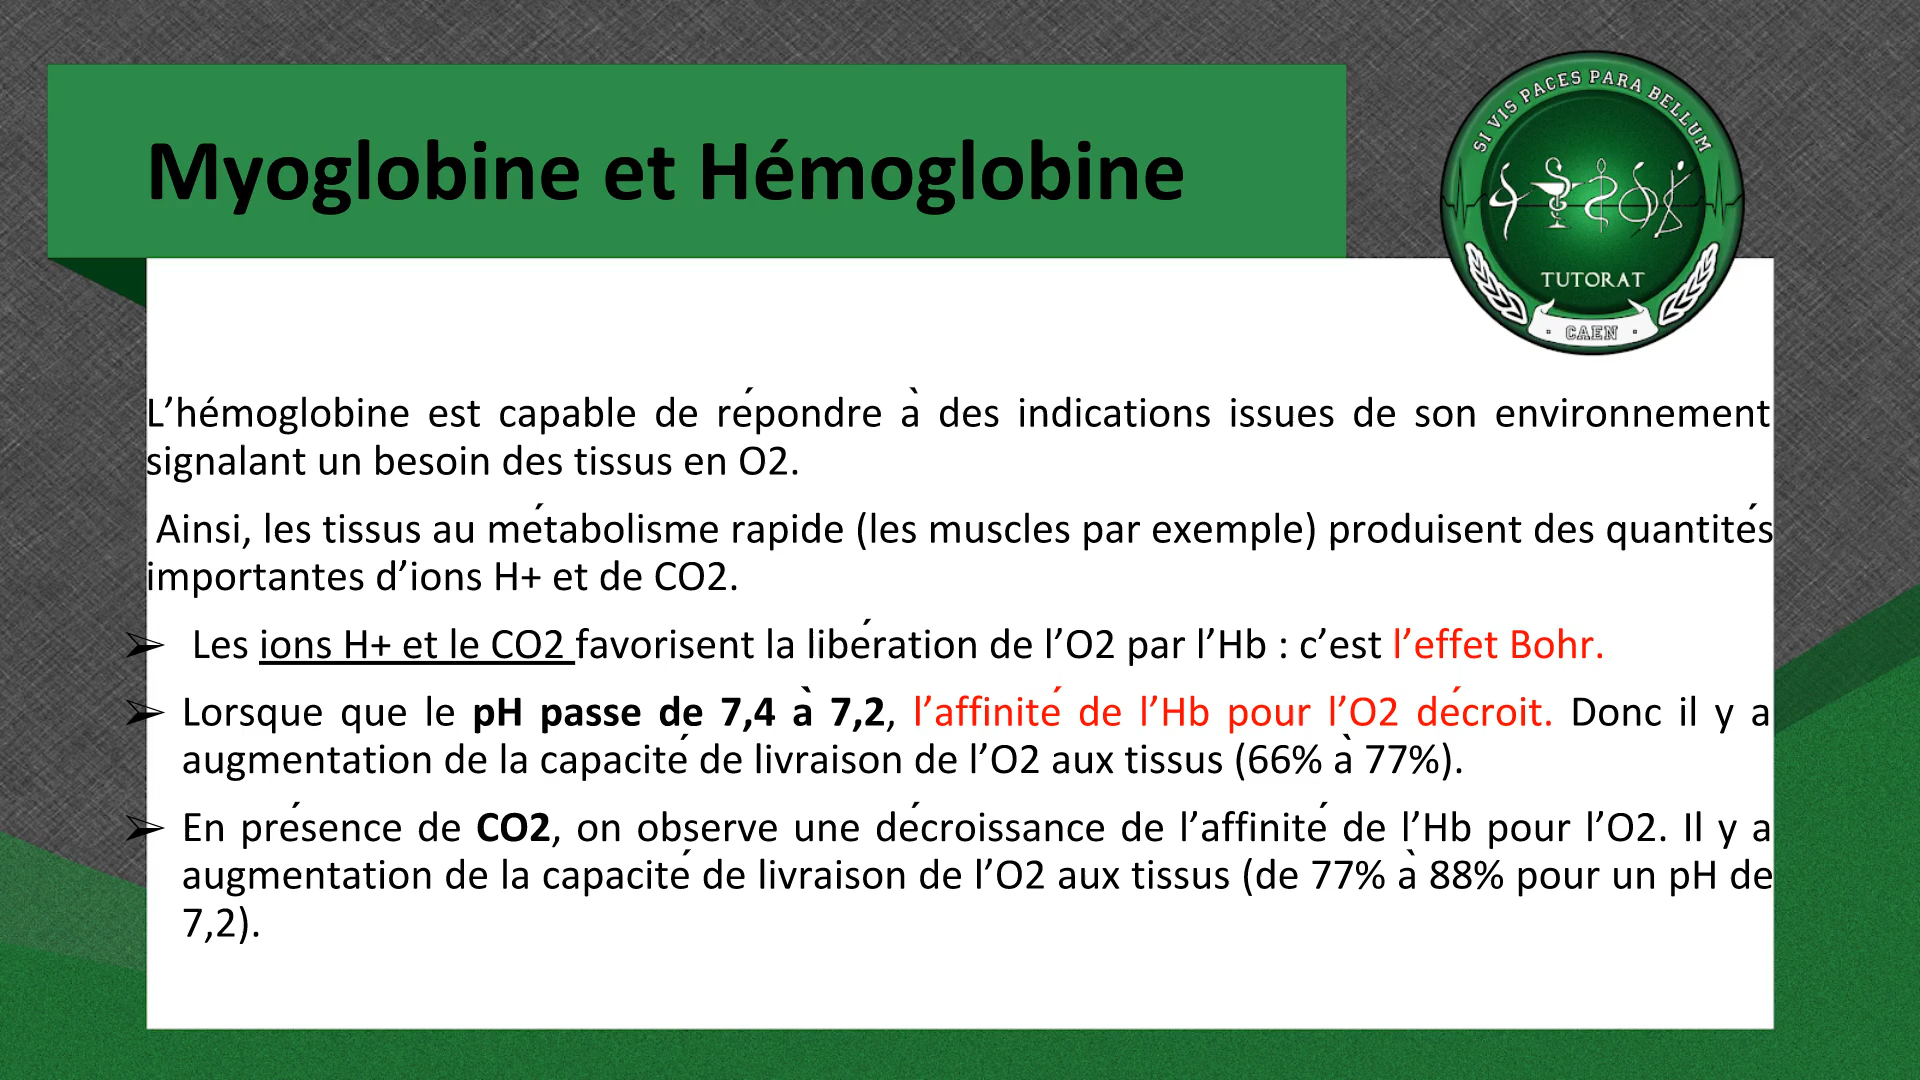 Myoglobine et Hémoglobine
SI VIS PACES PARA BELLUM
TUTORAT
· CAEN ·
L’hémoglobine est capable de répondre à des indications issues de son environnement
signalant un besoin des tissus en O2.
Ainsi, les tissus au métabolisme rapide (les muscles par exemple) produisent des quantités
importantes d’ions H+ et de CO2.
➢ Les ions H+ et le CO2 favorisent la libération de l’O2 par l’Hb : c’est l’effet Bohr.
➢ Lorsque que le pH passe de 7,4 à 7,2, l’affinité de l’Hb pour l’O2 décroit. Donc il y a
augmentation de la capacité de livraison de l’O2 aux tissus (66% à 77%).
➢ En présence de CO2, on observe une décroissance de l’affinité de l’Hb pour l’O2. Il y a
augmentation de la capacité de livraison de l’O2 aux tissus (de 77% à 88% pour un pH de
7,2).